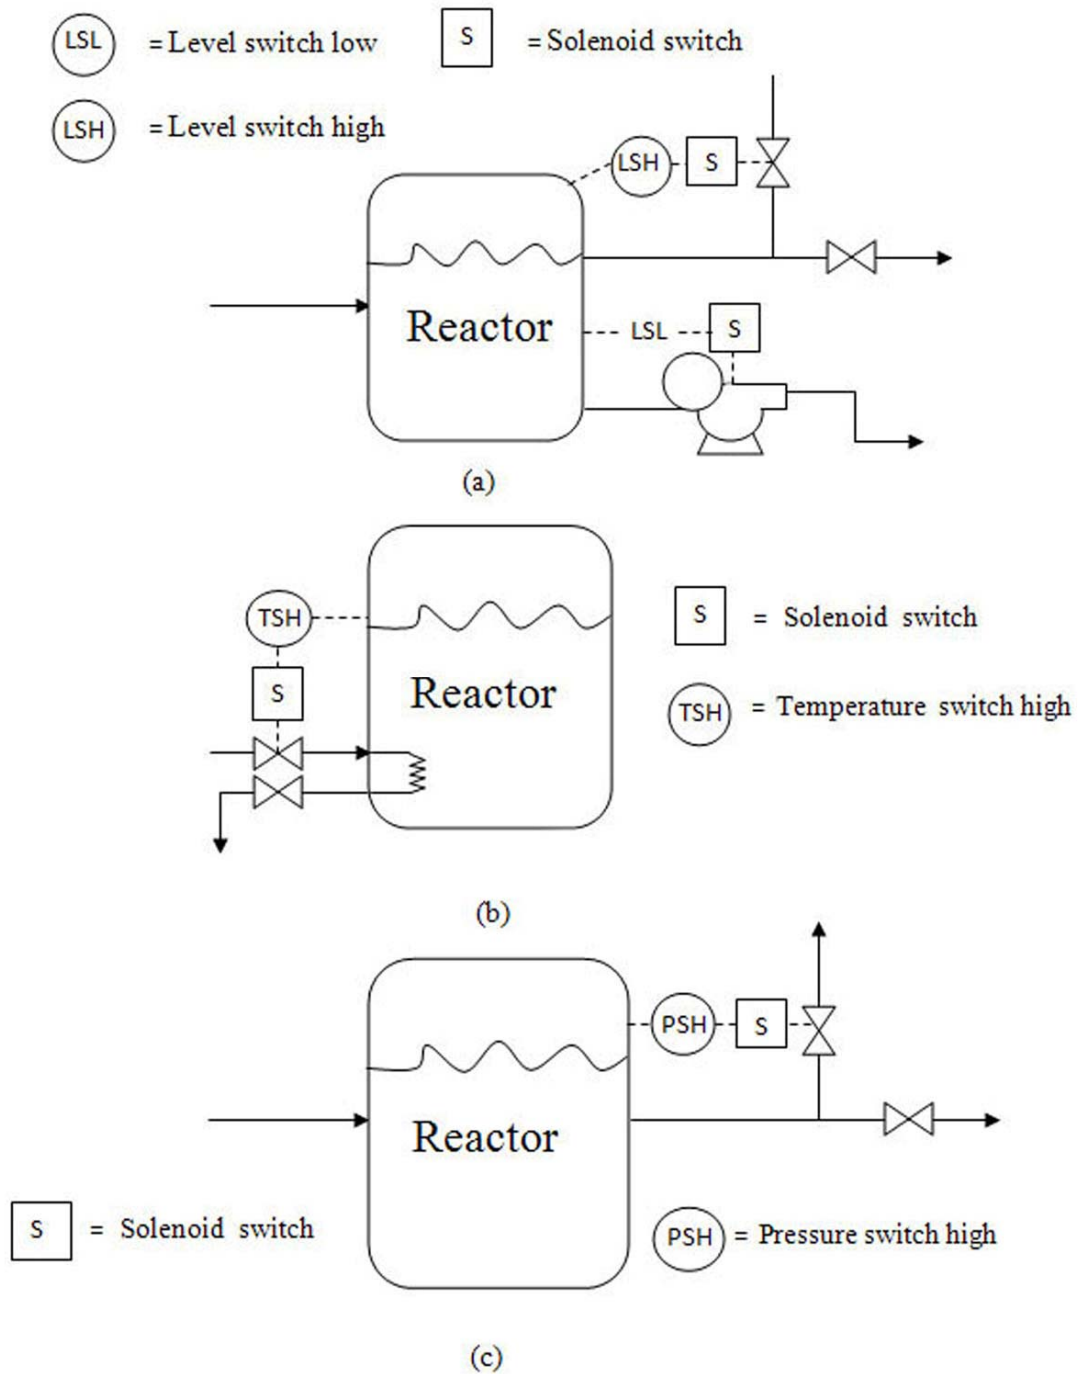 LSL = Level switch low S = Solenoid switch
LSH = Level switch high
LSH S
Reactor LSL S
(a)
TSH S = Solenoid switch
S Reactor TSH = Temperature switch high
(b)
PSH S
Reactor
S = Solenoid switch PSH = Pressure switch high
(c)